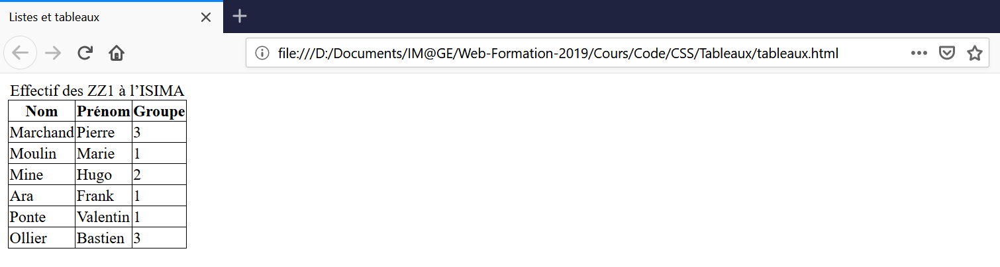 Listes et tableaux
file:///D:/Documents/IM@GE/Web-Formation-2019/Cours/Code/CSS/Tableaux/tableaux.html
Effectif des ZZ1 à l’ISIMA
Nom Prénom Groupe
Marchand Pierre 3
Moulin Marie 1
Mine Hugo 2
Ara Frank 1
Ponte Valentin 1
Ollier Bastien 3